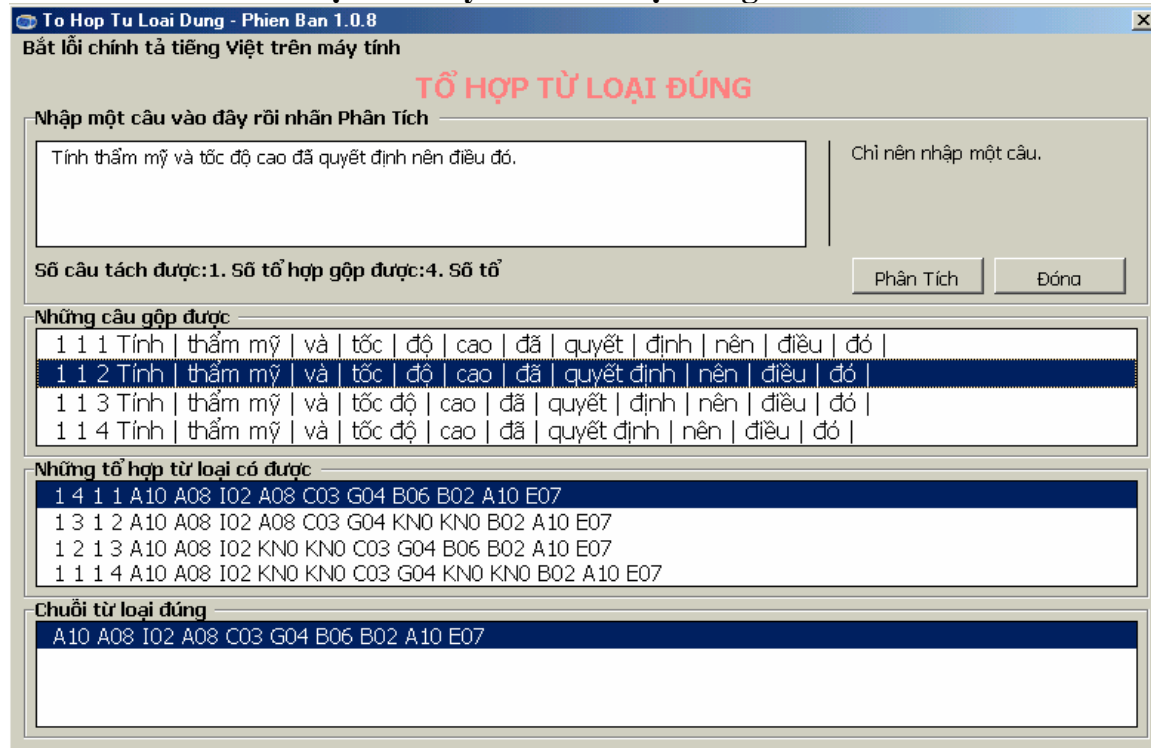 To Hop Tu Loai Dung - Phien Ban 1.0.8
Bắt lỗi chính tả tiếng Việt trên máy tính
TỔ HỢP TỪ LOẠI ĐÚNG
Nhập một câu vào đây rồi nhấn Phân Tích
Tính thẩm mỹ và tốc độ cao đã quyết định nên điều đó.
Chỉ nên nhập một câu.
Số câu tách được:1. Số tổ hợp gộp được:4. Số tổ
Phân Tích
Đóng
Những câu gộp được
1 1 1 Tính | thẩm mỹ | và | tốc | độ | cao | đã | quyết | định | nên | điều | đó |
1 1 2 Tính | thẩm mỹ | và | tốc | độ | cao | đã | quyết định | nên | điều | đó |
1 1 3 Tính | thẩm mỹ | và | tốc độ | cao | đã | quyết | định | nên | điều | đó |
1 1 4 Tính | thẩm mỹ | và | tốc độ | cao | đã | quyết định | nên | điều | đó |
Những tổ hợp từ loại có được
1 4 1 1 A10 A08 I02 A08 C03 G04 B06 B02 A10 E07
1 3 1 2 A10 A08 I02 A08 C03 G04 KN0 KN0 B02 A10 E07
1 2 1 3 A10 A08 I02 KN0 KN0 C03 G04 B06 B02 A10 E07
1 1 1 4 A10 A08 I02 KN0 KN0 C03 G04 KN0 KN0 B02 A10 E07
Chuỗi từ loại đúng
A10 A08 I02 A08 C03 G04 B06 B02 A10 E07